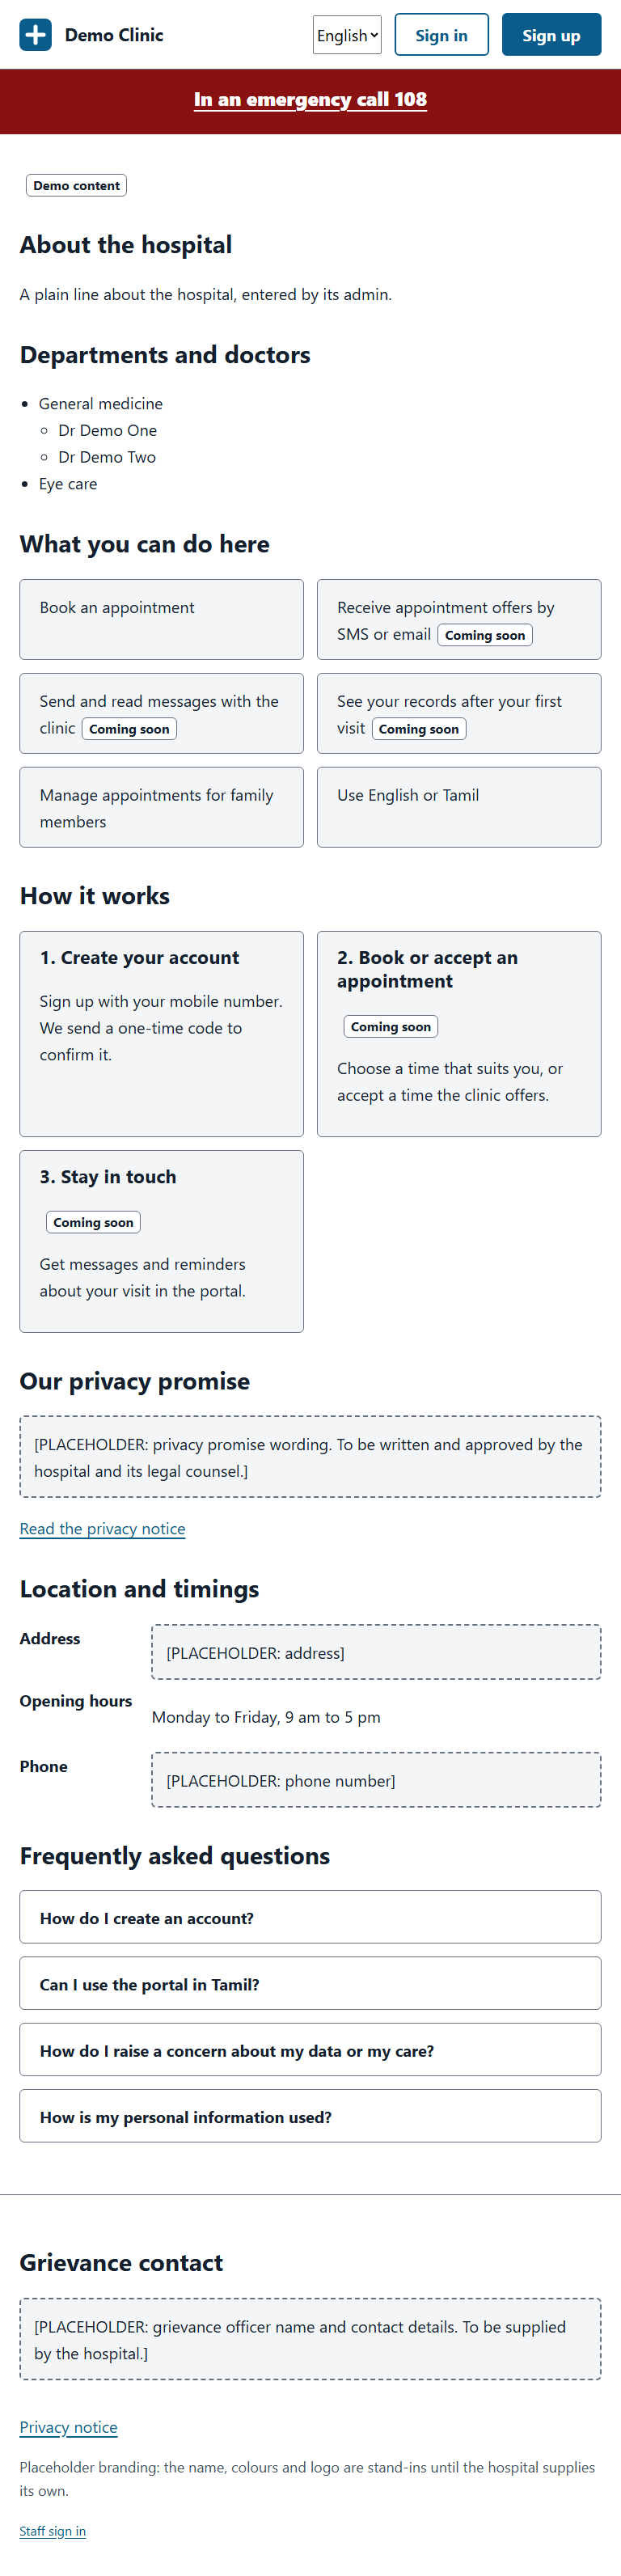 Demo Clinic
English
Sign in
Sign up
In an emergency call 108
Demo content
About the hospital
A plain line about the hospital, entered by its admin.
Departments and doctors
General medicine
Dr Demo One
Dr Demo Two
Eye care
What you can do here
Book an appointment
Receive appointment offers by
SMS or email Coming soon
Send and read messages with the
clinic Coming soon
See your records after your first
visit Coming soon
Manage appointments for family
members
Use English or Tamil
How it works
1. Create your account
Sign up with your mobile number.
We send a one-time code to
confirm it.
2. Book or accept an
appointment
Coming soon
Choose a time that suits you, or
accept a time the clinic offers.
3. Stay in touch
Coming soon
Get messages and reminders
about your visit in the portal.
Our privacy promise
[PLACEHOLDER: privacy promise wording. To be written and approved by the
hospital and its legal counsel.]
Read the privacy notice
Location and timings
Address
[PLACEHOLDER: address]
Opening hours
Monday to Friday, 9 am to 5 pm
Phone
[PLACEHOLDER: phone number]
Frequently asked questions
How do I create an account?
Can I use the portal in Tamil?
How do I raise a concern about my data or my care?
How is my personal information used?
Grievance contact
[PLACEHOLDER: grievance officer name and contact details. To be supplied
by the hospital.]
Privacy notice
Placeholder branding: the name, colours and logo are stand-ins until the hospital supplies
its own.
Staff sign in